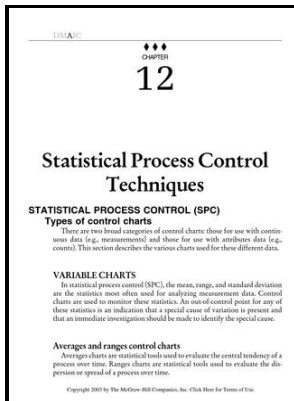 DMAIC
CHAPTER
12
Statistical Process Control
Techniques
STATISTICAL PROCESS CONTROL (SPC)
Types of control charts
There are two broad categories of control charts: those for use with contin-
uous data (e.g., measurements) and those for use with attributes data (e.g.,
counts). This section describes the various charts used for these different data.
VARIABLE CHARTS
In statistical process control (SPC), the mean, range, and standard deviation
are the statistics most often used for analyzing measurement data. Control
charts are used to monitor these statistics. An out-of-control point for any of
these statistics is an indication that a special cause of variation is present and
that an immediate investigation should be made to identify the special cause.
Averages and ranges control charts
Averages charts are statistical tools used to evaluate the central tendency of a
process over time. Ranges charts are statistical tools used to evaluate the dis-
persion or spread of a process over time.
Copyright 2003 by The McGraw-Hill Companies, Inc. Click Here for Terms of Use.